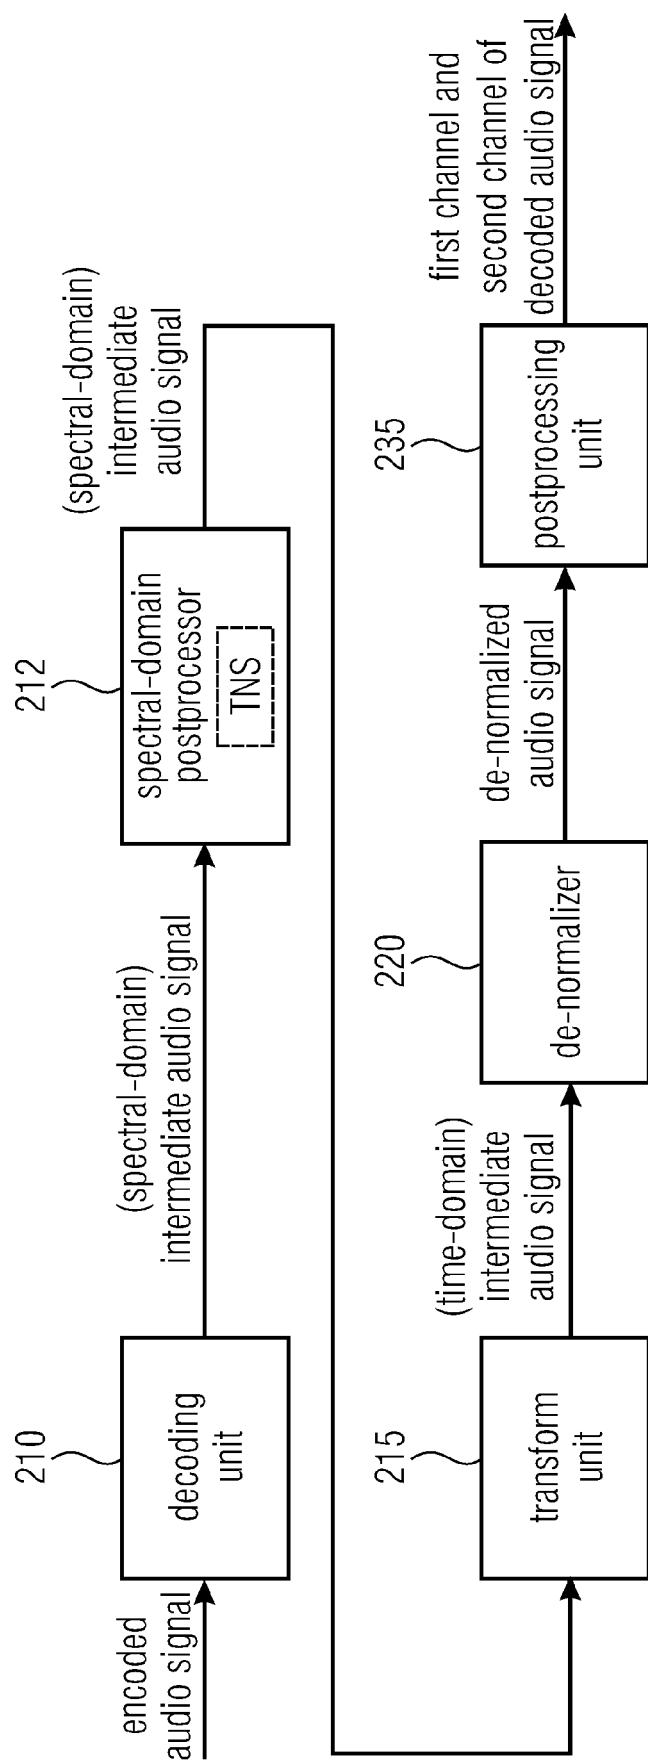 encoded
audio signal
210
decoding
unit
(spectral-domain)
intermediate audio signal
212
spectral-domain
postprocessor
TNS
(spectral-domain)
intermediate
audio signal
215
transform
unit
(time-domain)
intermediate
audio signal
220
de-normalizer
de-normalized
audio signal
235
postprocessing
unit
first channel and
second channel of
decoded audio signal